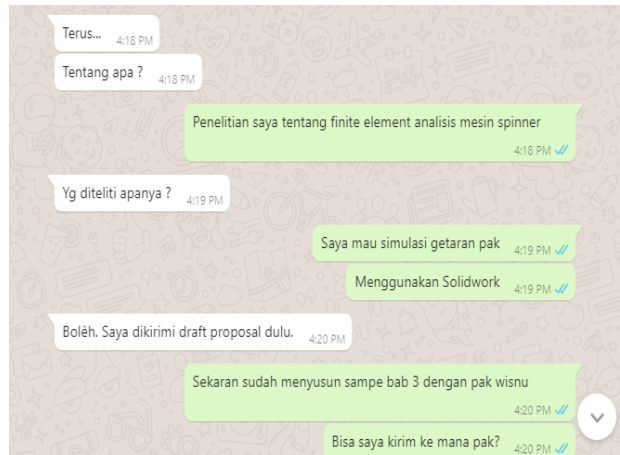 Terus... 4:18 PM
Tentang apa ? 4:18 PM
Penelitian saya tentang finite element analisis mesin spinner
4:18 PM
Yg diteliti apanya ? 4:19 PM
Saya mau simulasi getaran pak 4:19 PM
Menggunakan Solidwork 4:19 PM
Bolèh. Saya dikirimi draft proposal dulu. 4:20 PM
Sekaran sudah menyusun sampe bab 3 dengan pak wisnu
4:20 PM
Bisa saya kirim ke mana pak? 4:20 PM